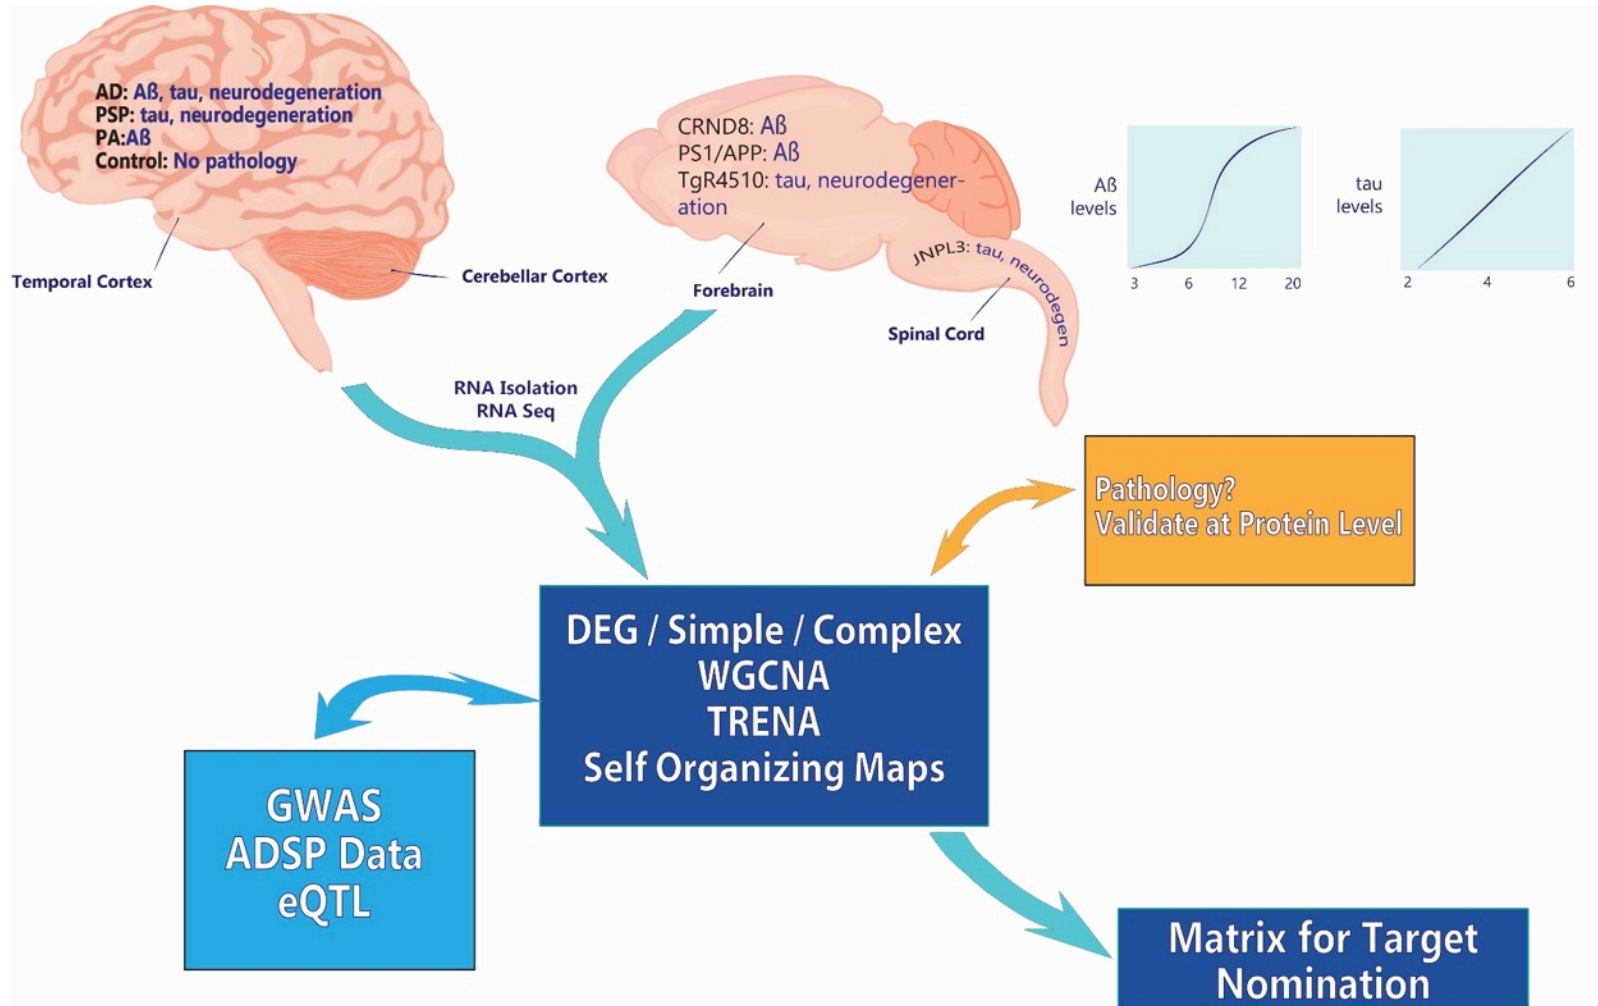 AD: Aß, tau, neurodegeneration
PSP: tau, neurodegeneration
PA:Aß
Control: No pathology
Temporal Cortex
Cerebellar Cortex
CRND8: Aß
PS1/APP: Aß
TgR4510: tau, neurodegener-
ation
JNPL3: tau, neurodegen
Forebrain
Spinal Cord
Aß
levels
3 6 12 20
tau
levels
2 4 6
RNA Isolation
RNA Seq
Pathology?
Validate at Protein Level
DEG / Simple / Complex
WGCNA
TRENA
Self Organizing Maps
GWAS
ADSP Data
eQTL
Matrix for Target
Nomination